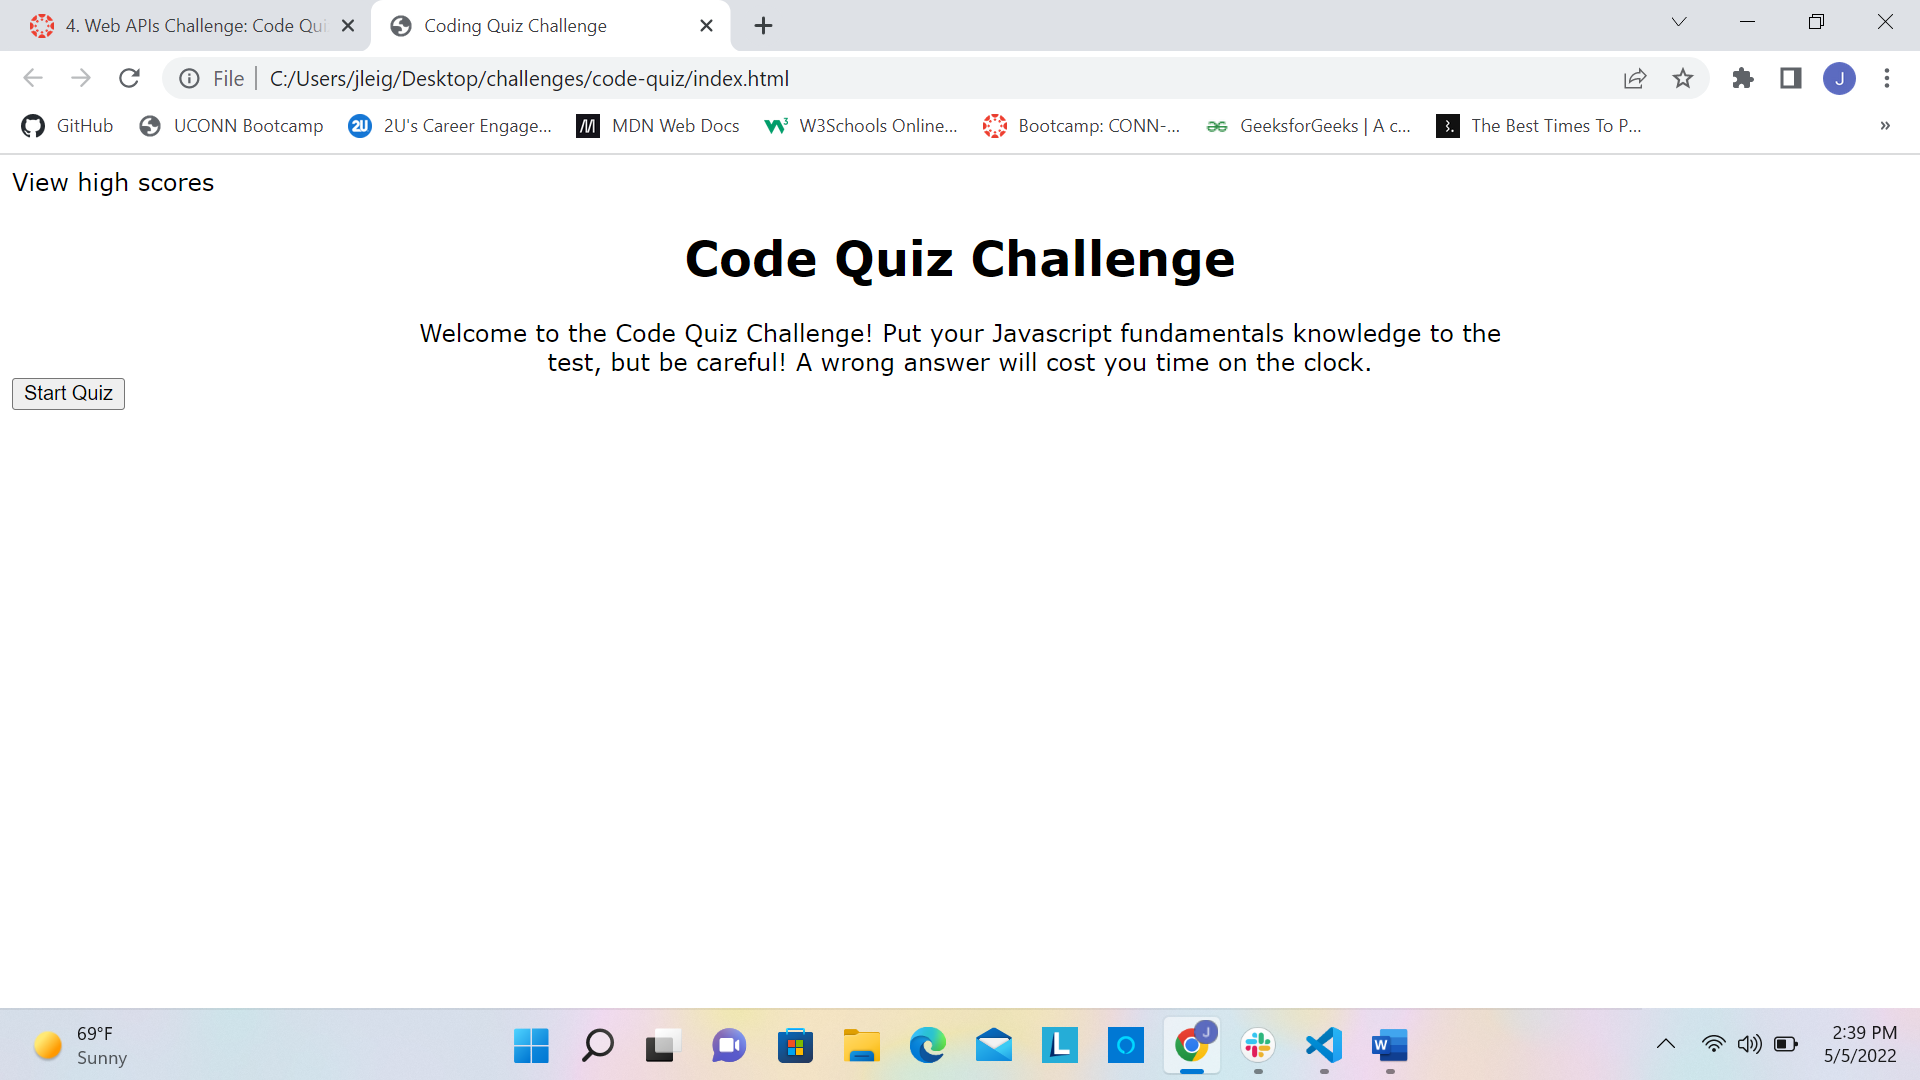 4. Web APIs Challenge: Code Qui
Coding Quiz Challenge
File
C:/Users/jleig/Desktop/challenges/code-quiz/index.html
J
GitHub
UCONN Bootcamp
2U
2U's Career Engage...
MDN Web Docs
W3Schools Online...
Bootcamp: CONN-...
GeeksforGeeks | A c...
The Best Times To P...
»
View high scores
Code Quiz Challenge
Welcome to the Code Quiz Challenge! Put your Javascript fundamentals knowledge to the
test, but be careful! A wrong answer will cost you time on the clock.
Start Quiz
69°F
Sunny
L
J
W
2:39 PM
5/5/2022